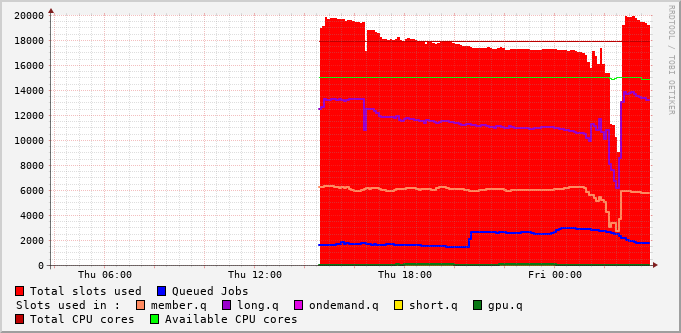 20000
18000
16000
14000
12000
10000
8000
6000
4000
2000
0
Thu 06:00 Thu 12:00 Thu 18:00 Fri 00:00
Total slots used Queued Jobs
Slots used in : member.q long.q ondemand.q short.q gpu.q
Total CPU cores Available CPU cores
RRDTOOL / TOBI OETIKER